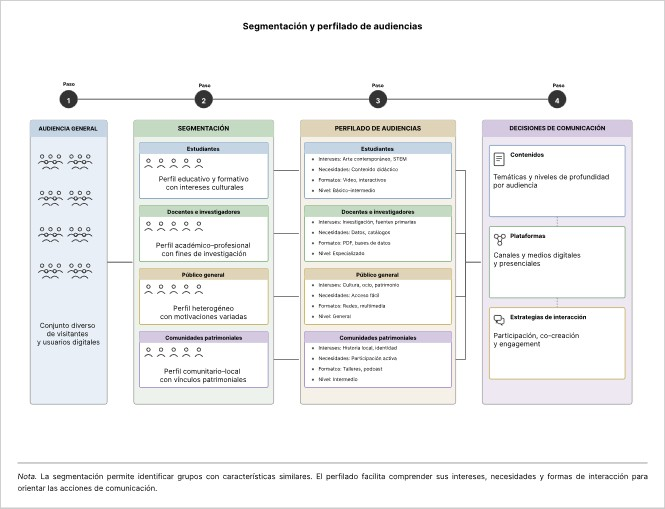 Segmentación y perfilado de audiencias
Paso
1
Paso
2
Paso
3
Paso
4
AUDIENCIA GENERAL
Conjunto diverso
de visitantes
y usuarios digitales
SEGMENTACIÓN
Estudiantes
Perfil educativo y formativo
con intereses culturales
Docentes e investigadores
Perfil académico–profesional
con fines de investigación
Público general
Perfil heterogéneo
con motivaciones variadas
Comunidades patrimoniales
Perfil comunitario–local
con vínculos patrimoniales
PERFILADO DE AUDIENCIAS
Estudiantes
• Intereses: Arte contemporáneo, STEM
• Necesidades: Contenido didáctico
• Formatos: Video, interactivos
• Nivel: Básico–intermedio
Docentes e investigadores
• Intereses: Investigación, fuentes primarias
• Necesidades: Datos, catálogos
• Formatos: PDF, bases de datos
• Nivel: Especializado
Público general
• Intereses: Cultura, ocio, patrimonio
• Necesidades: Acceso fácil
• Formatos: Redes, multimedia
• Nivel: General
Comunidades patrimoniales
• Intereses: Historia local, identidad
• Necesidades: Participación activa
• Formatos: Talleres, podcast
• Nivel: Intermedio
DECISIONES DE COMUNICACIÓN
Contenidos
Temáticas y niveles de profundidad
por audiencia
Plataformas
Canales y medios digitales
y presenciales
Estrategias de interacción
Participación, co-creación
y engagement
Nota. La segmentación permite identificar grupos con características similares. El perfilado facilita comprender sus intereses, necesidades y formas de interacción para
orientar las acciones de comunicación.